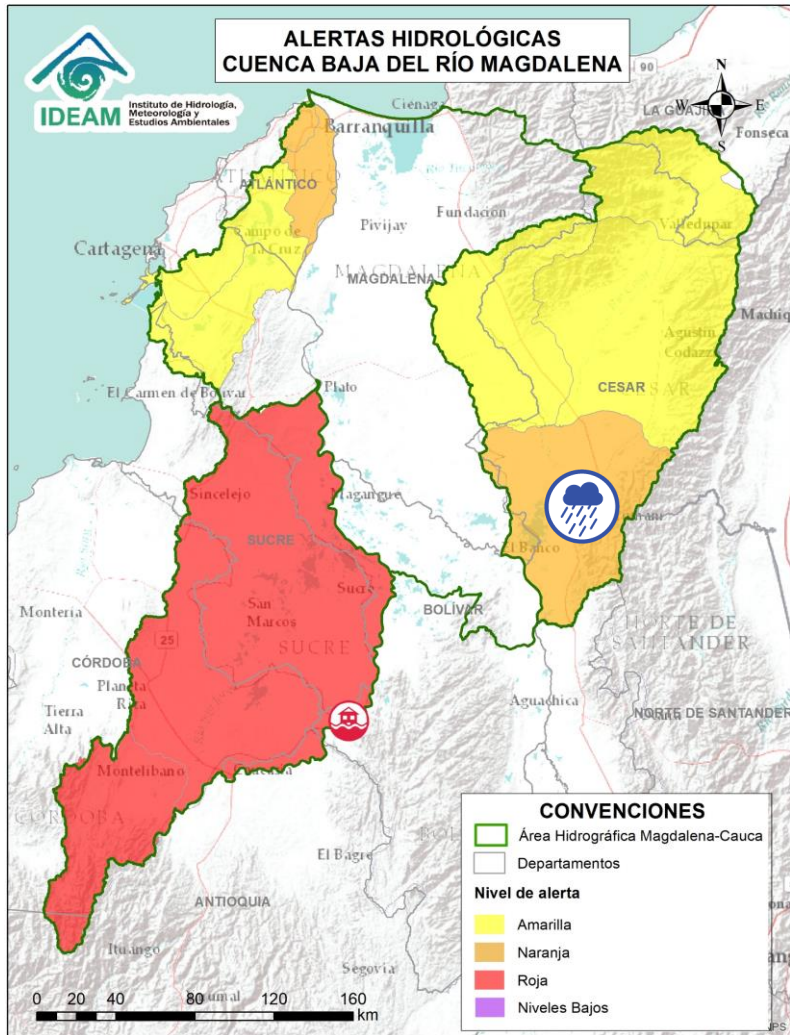 ALERTAS HIDROLÓGICAS
CUENCA BAJA DEL RÍO MAGDALENA
IDEAM
Instituto de Hidrología,
Meteorología y
Estudios Ambientales
N
W
E
S
90
LA GUAJIRA
Fonseca
Ciénaga
Barranquilla
ATLÁNTICO
Valledupar
Pivijay
Fundación
Campo de
la Cruz
Cartagena
MAGDALENA
MAGDALENA
Agustín
Codazzi
CESAR
El Carmen de Bolívar
Plato
Sincelejo
Magangué
SUCRE
El Banco
Sucre
San
Marcos
BOLÍVAR
Montería
25
SUCRE
NORTE DE
SANTANDER
CÓRDOBA
Planeta
Rica
Aguachica
NORTE DE SANTANDER
Tierra
Alta
Montelíbano
CÓRDOBA
El Bagre
ANTIOQUIA
Ituango
Segovia
0 20 40 80 120 160
km
CONVENCIONES
Área Hidrográfica Magdalena-Cauca
Departamentos
Nivel de alerta
Amarilla
Naranja
Roja
Niveles Bajos